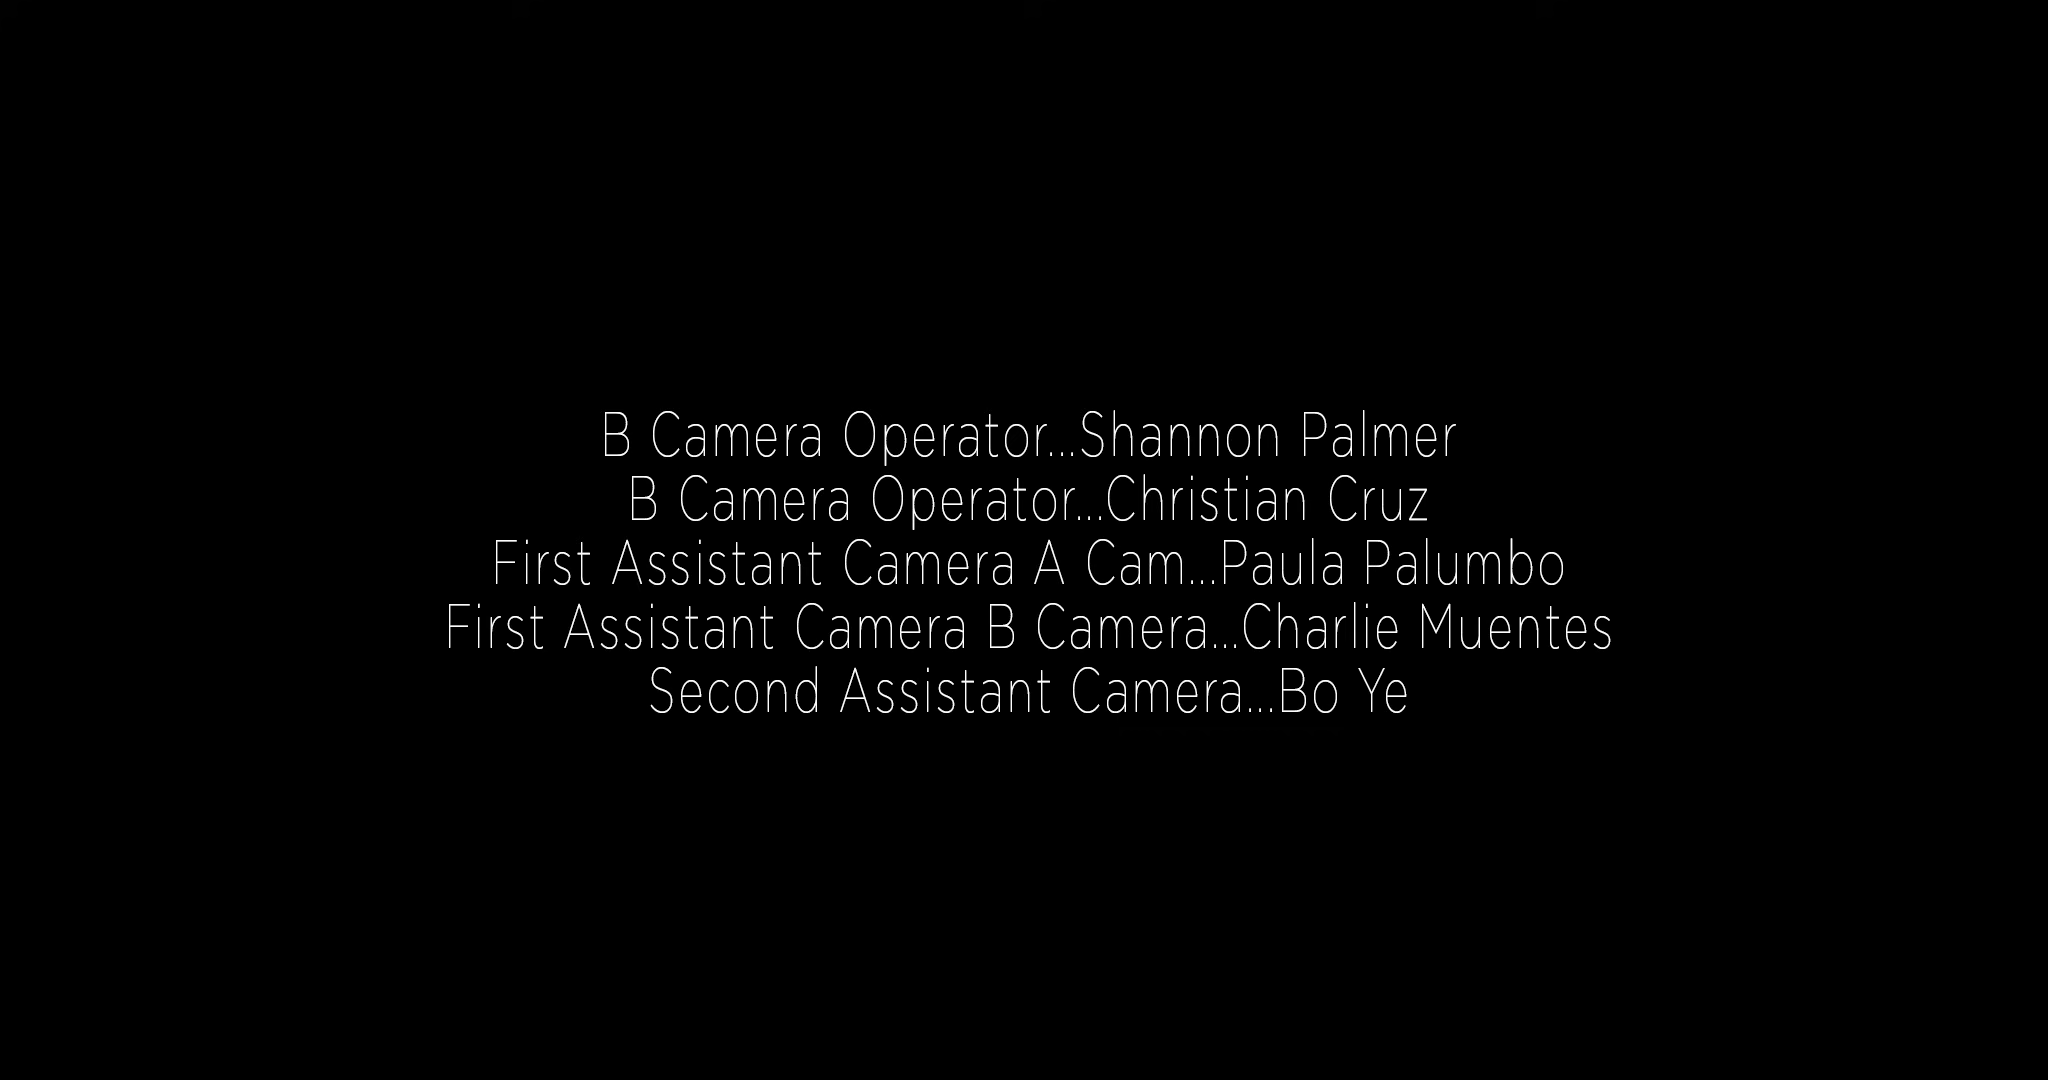 B Camera Operator...Shannon Palmer
B Camera Operator...Christian Cruz
First Assistant Camera A Cam...Paula Palumbo
First Assistant Camera B Camera...Charlie Muentes
Second Assistant Camera...Bo Ye